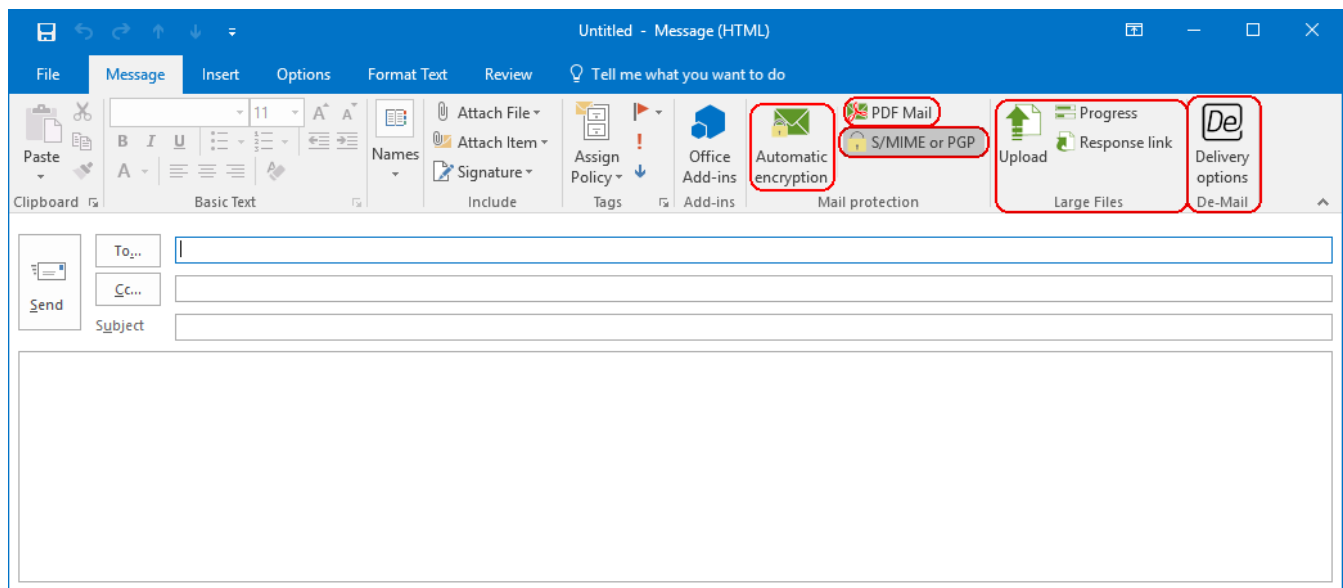 Untitled - Message (HTML)
File Message Insert Options Format Text Review Tell me what you want to do
Paste
Clipboard
11 A A
B I U
A
Basic Text
Names
Attach File
Attach Item
Signature
Include
Assign
Policy
!
Tags
Office
Add-ins
Add-ins
Automatic
encryption
PDF Mail
S/MIME or PGP
Mail protection
Upload
Progress
Response link
Large Files
De
Delivery
options
De-Mail
Send
To...
Cc...
Subject